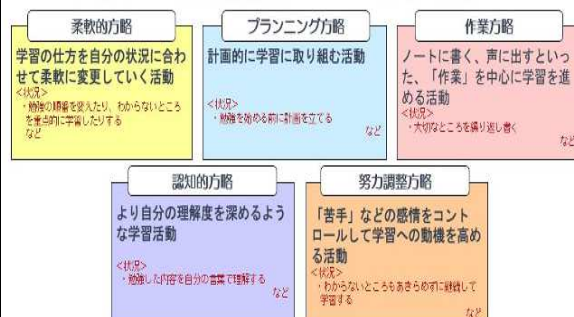 柔軟的方略
学習の仕方を自分の状況に合わ
せて柔軟に変更していく活動
<状況>
・勉強の順番を変えたり、わからないところ
を重点的に学習したりする
など
プランニング方略
計画的に学習に取り組む活動
<状況>
・勉強を始める前に計画を立てる
など
作業方略
ノートに書く、声に出すといっ
た、「作業」を中心に学習を進
める活動
<状況>
・大切なところを繰り返し書く
など
認知的方略
より自分の理解度を深めるよう
な学習活動
<状況>
・勉強した内容を自分の言葉で理解する
など
努力調整方略
「苦手」などの感情をコント
ロールして学習への動機を高め
る活動
<状況>
・わからないところもあきらめずに継続して
学習する
など